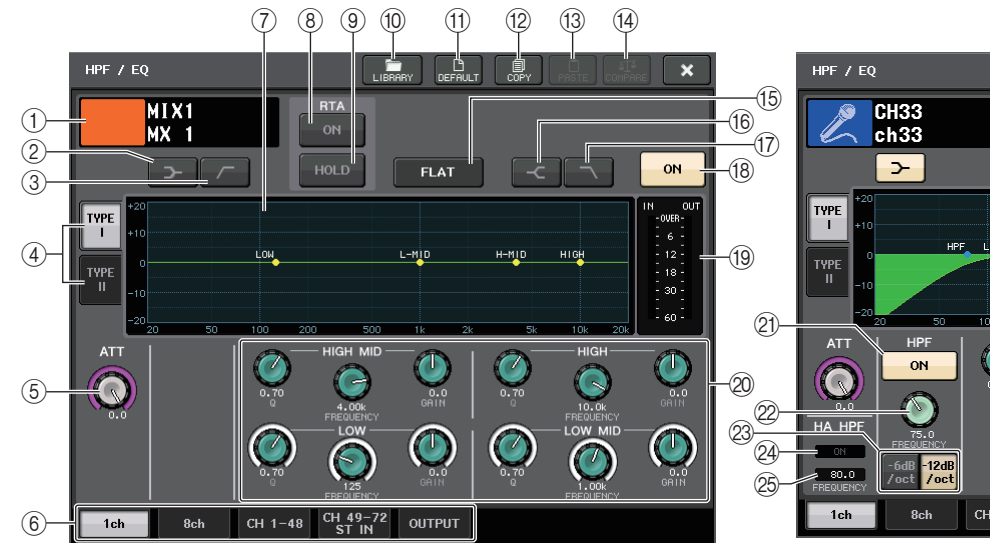 ⑦ ⑧ ⑨ ⑩ ⑪ ⑫ ⑬ ⑭
HPF / EQ
LIBRARY
DEFAULT
COPY
PASTE
COMPARE
①
MIX1
MX 1
RTA
ON
HOLD
FLAT
ON
⑮
⑯
⑰
⑱
②
③
④
TYPE
I
TYPE
II
+20
+10
0
-10
-20
LOW
L-MID
H-MID
HIGH
20 50 100 200 500 1k 2k 5k 10k 20k
IN OUT
-OVER-
- 6 -
- 12 -
- 18 -
- 30 -
- 60 -
⑲
ATT
0.0
⑤
HIGH MID
0.70
Q
4.00k
FREQUENCY
0.0
GAIN
HIGH
0.70
Q
10.0k
FREQUENCY
0.0
GAIN
LOW
0.70
Q
125
FREQUENCY
0.0
GAIN
LOW MID
0.70
Q
1.00k
FREQUENCY
0.0
GAIN
⑳
⑥
1ch
8ch
CH 1-48
CH 49-72
ST IN
OUTPUT
HPF / EQ
CH33
ch33
TYPE
I
TYPE
II
+20
+10
0
-10
-20
HPF
L
20 50 10
㉑
ATT
0.0
HPF
ON
㉒
75.0
FREQUENCY
㉓
HA HPF
㉔
ON
㉕
80.0
FREQUENCY
-6dB
/oct
-12dB
/oct
1ch
8ch
CH